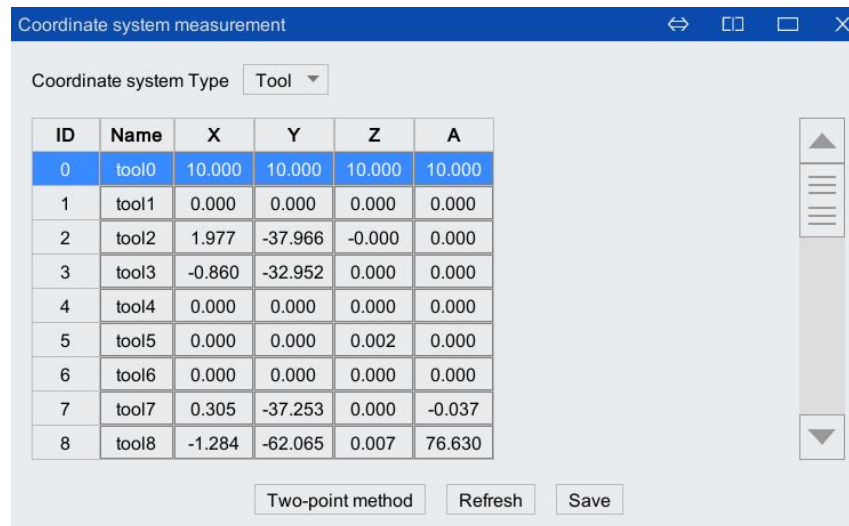 Coordinate system measurement
Coordinate system Type Tool
ID Name X Y Z A
0 tool0 10.000 10.000 10.000 10.000
1 tool1 0.000 0.000 0.000 0.000
2 tool2 1.977 -37.966 -0.000 0.000
3 tool3 -0.860 -32.952 0.000 0.000
4 tool4 0.000 0.000 0.000 0.000
5 tool5 0.000 0.000 0.002 0.000
6 tool6 0.000 0.000 0.000 0.000
7 tool7 0.305 -37.253 0.000 -0.037
8 tool8 -1.284 -62.065 0.007 76.630
Two-point method Refresh Save